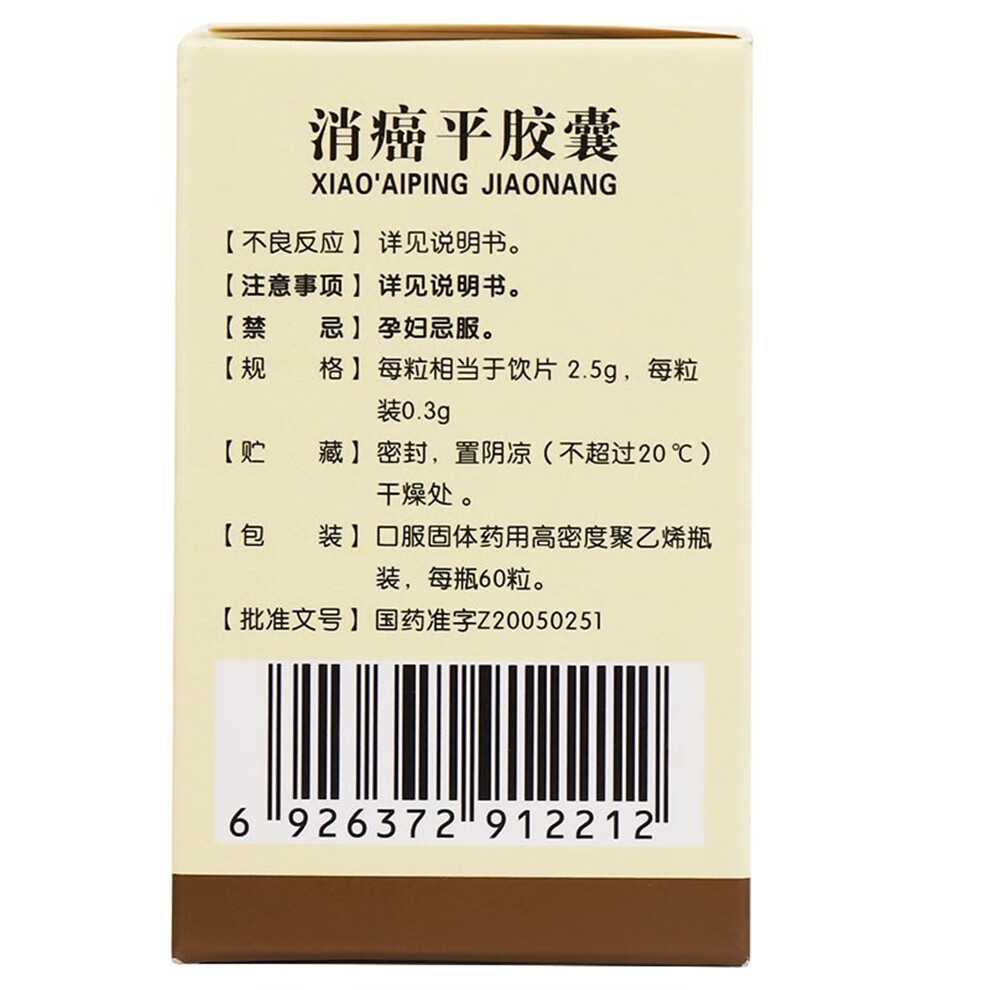 消癌平胶囊
XIAO'AIPING JIAONANG
【不良反应】详见说明书。
【注意事项】详见说明书。
【禁　　忌】孕妇忌服。
【规　　格】每粒相当于饮片 2.5g，每粒
装0.3g
【贮　　藏】密封，置阴凉（不超过20℃）
干燥处。
【包　　装】口服固体药用高密度聚乙烯瓶
装，每瓶60粒。
【批准文号】国药准字Z20050251
6 926372 912212